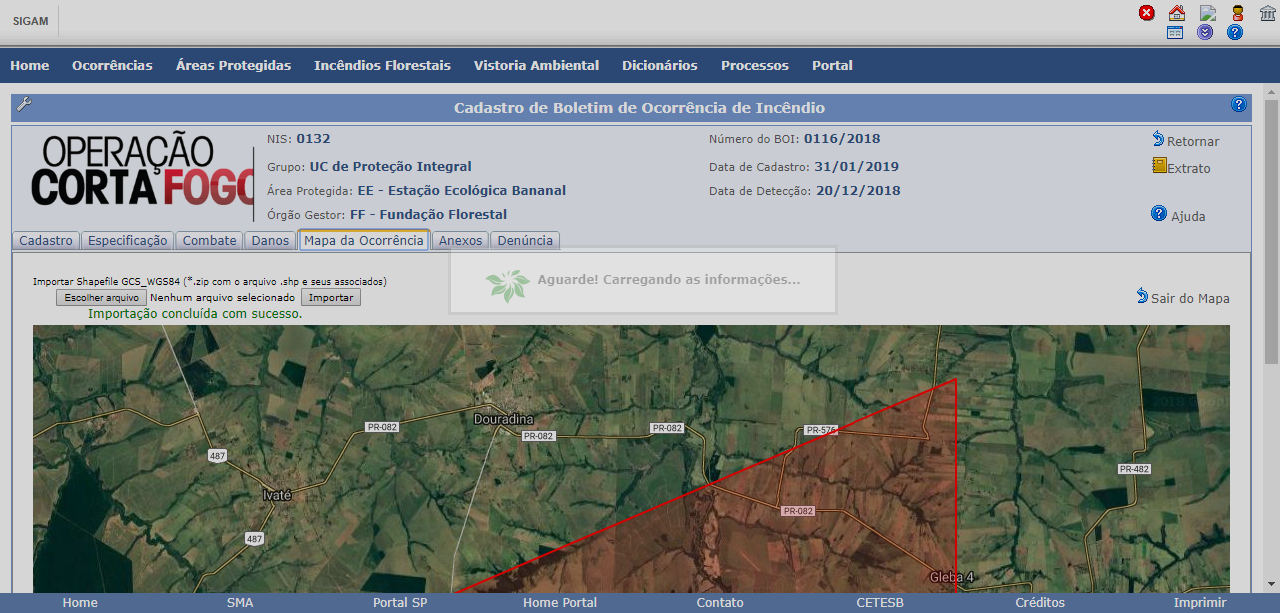 SIGAM
Home Ocorrências Áreas Protegidas Incêndios Florestais Vistoria Ambiental Dicionários Processos Portal
Cadastro de Boletim de Ocorrência de Incêndio
OPERAÇÃO
CORTA FOGO
NIS: 0132
Número do BOI: 0116/2018
Retornar
Grupo: UC de Proteção Integral
Data de Cadastro: 31/01/2019
Extrato
Área Protegida: EE - Estação Ecológica Bananal
Data de Detecção: 20/12/2018
Órgão Gestor: FF - Fundação Florestal
Ajuda
Cadastro Especificação Combate Danos Mapa da Ocorrência Anexos Denúncia
Aguarde! Carregando as informações...
Importar Shapefile GCS_WGS84 (*.zip com o arquivo .shp e seus associados)
Escolher arquivo Nenhum arquivo selecionado Importar
Sair do Mapa
Importação concluída com sucesso.
Douradina
PR-082
PR-082
PR-082
PR-576
487
PR-482
Ivaté
PR-082
487
Gleba 4
Home SMA Portal SP Home Portal Contato CETESB Créditos Imprimir